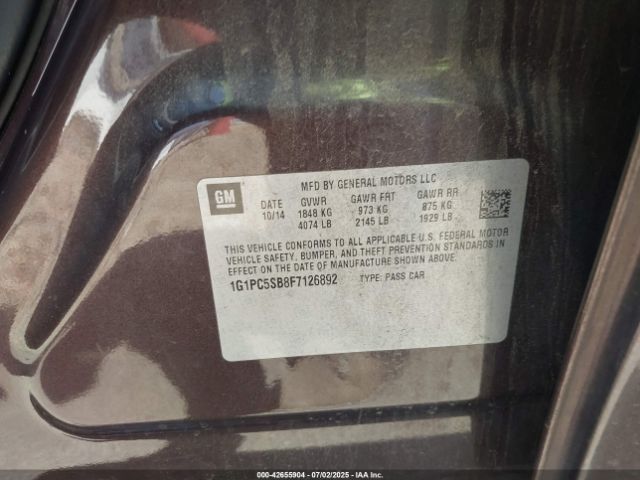 GM
MFD BY GENERAL MOTORS LLC
DATE GVWR GAWR FRT GAWR RR
10/14 1848 KG 973 KG 875 KG
4074 LB 2145 LB 1929 LB
THIS VEHICLE CONFORMS TO ALL APPLICABLE U.S. FEDERAL MOTOR
VEHICLE SAFETY, BUMPER, AND THEFT PREVENTION STANDARDS IN
EFFECT ON THE DATE OF MANUFACTURE SHOWN ABOVE.
1G1PC5SB8F7126892 TYPE: PASS CAR
000-42655904 - 07/02/2025 - IAAI.com